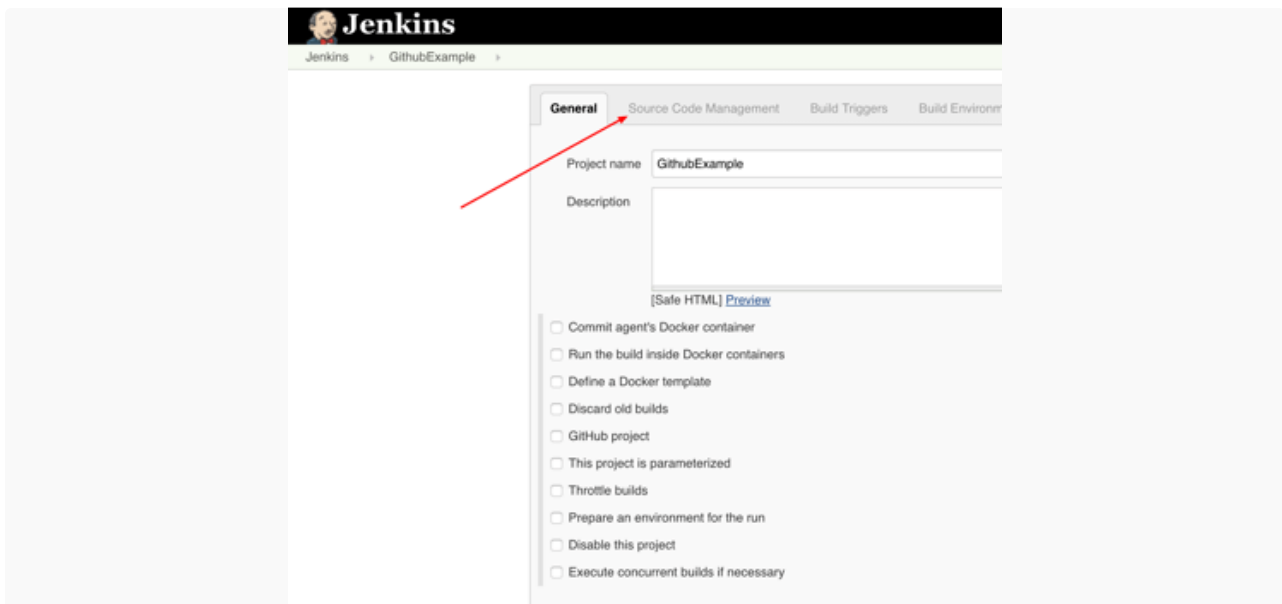 Jenkins
Jenkins GithubExample
General Source Code Management Build Triggers Build
Project name GithubExample
Description
[Safe HTML] Preview
Commit agent's Docker container
Run the build inside Docker containers
Define a Docker template
Discard old builds
GitHub project
This project is parameterized
Throttle builds
Prepare an environment for the run
Disable this project
Execute concurrent builds if necessary